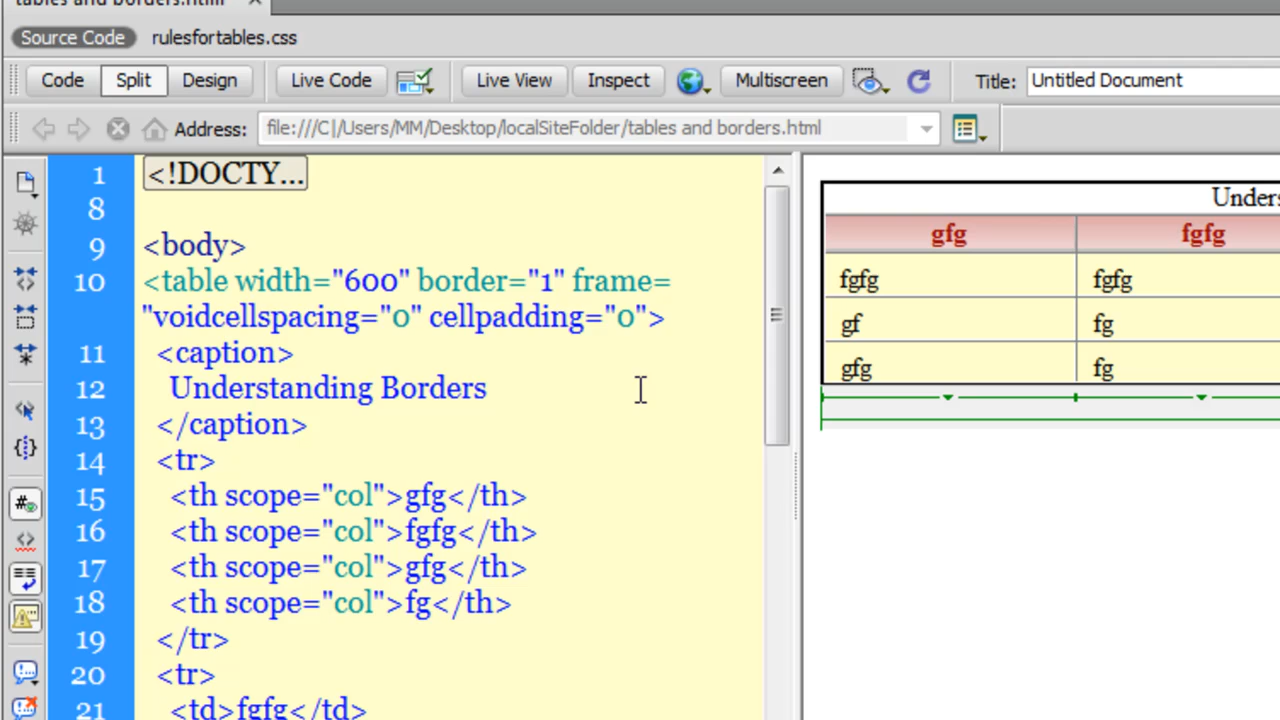 tables and borders.html
Source Code rulesfortables.css
Code Split Design Live Code Live View Inspect Multiscreen Title: Untitled Document
Address: file:///C|/Users/MM/Desktop/localSiteFolder/tables and borders.html
1 <!DOCTY...
8
9 <body>
10 <table width="600" border="1" frame=
"voidcellspacing="0" cellpadding="0">
11 <caption>
12 Understanding Borders
13 </caption>
14 <tr>
15 <th scope="col">gfg</th>
16 <th scope="col">fgfg</th>
17 <th scope="col">gfg</th>
18 <th scope="col">fg</th>
19 </tr>
20 <tr>
21 <td>fgfg</td>
Unders
gfg fgfg
fgfg fgfg
gf fg
gfg fg